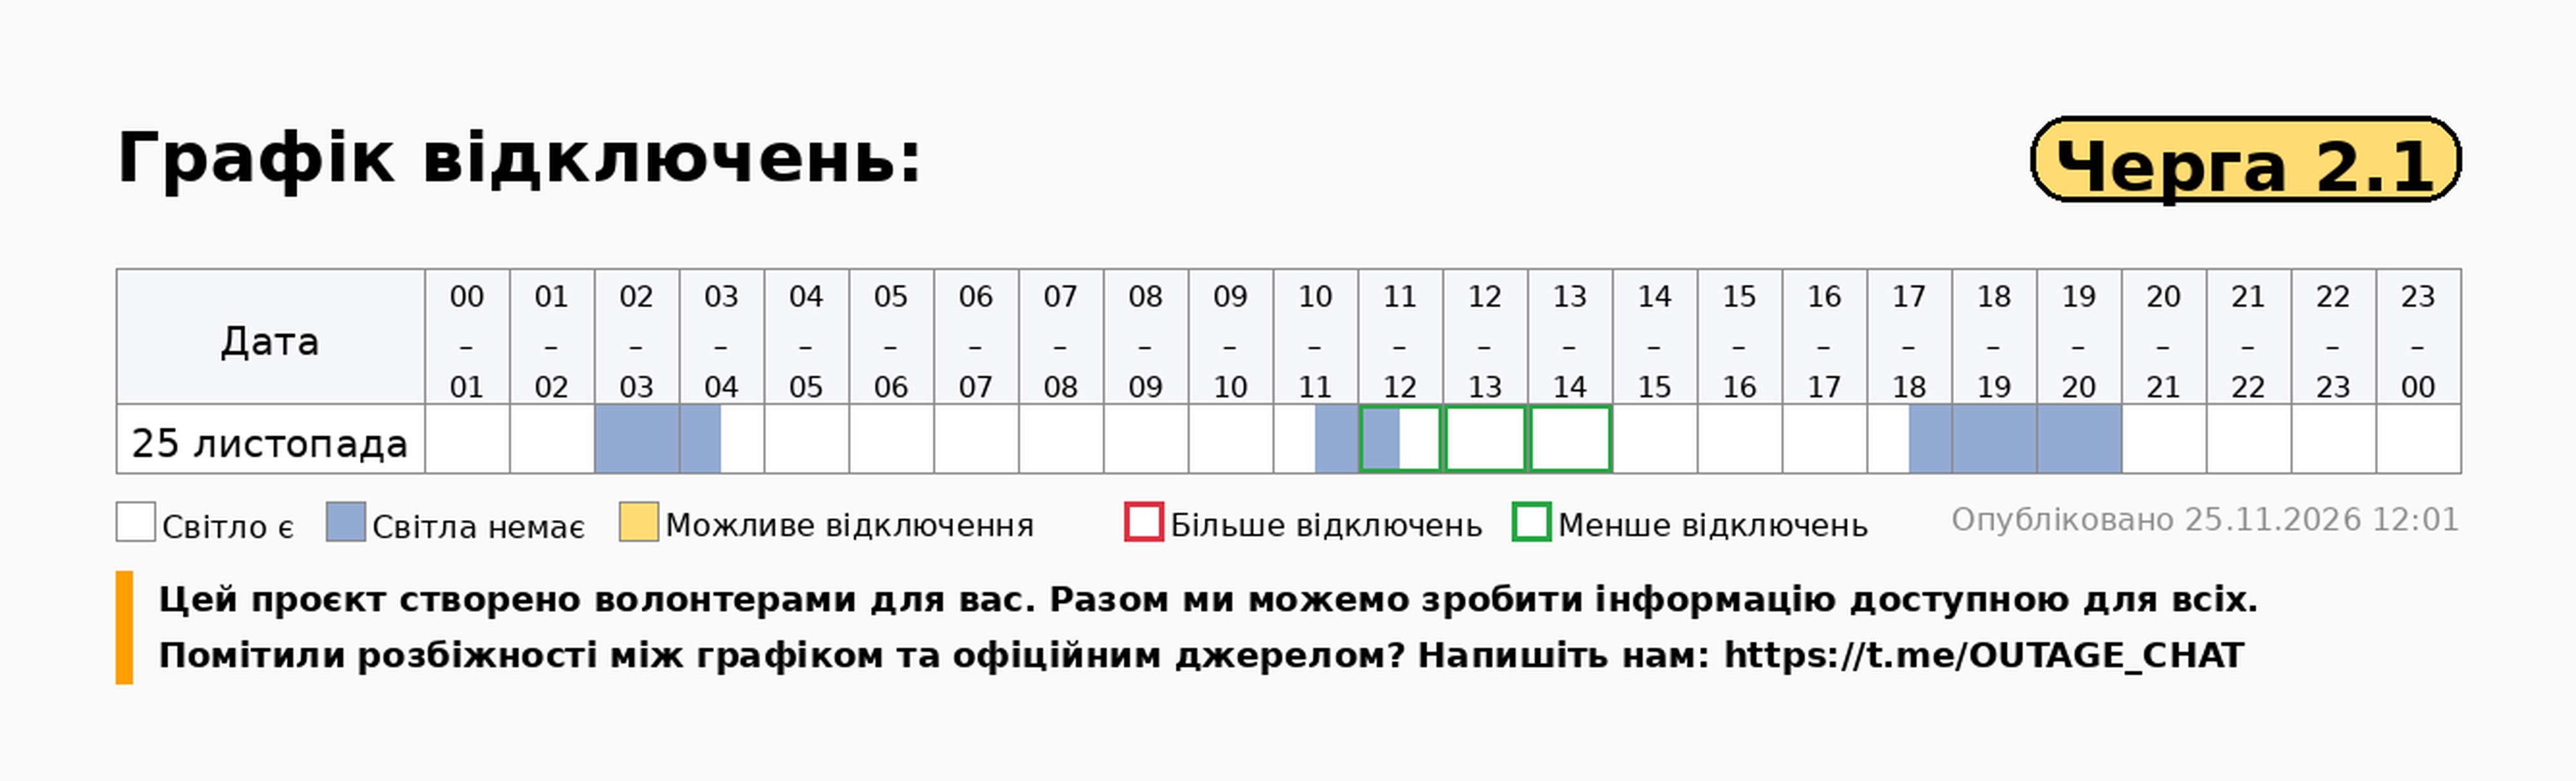 Графік відключень:
Черга 2.1
Дата
00 – 01
01 – 02
02 – 03
03 – 04
04 – 05
05 – 06
06 – 07
07 – 08
08 – 09
09 – 10
10 – 11
11 – 12
12 – 13
13 – 14
14 – 15
15 – 16
16 – 17
17 – 18
18 – 19
19 – 20
20 – 21
21 – 22
22 – 23
23 – 00
25 листопада
Світло є
Світла немає
Можливе відключення
Більше відключень
Менше відключень
Опубліковано 25.11.2026 12:01
Цей проєкт створено волонтерами для вас. Разом ми можемо зробити інформацію доступною для всіх.
Помітили розбіжності між графіком та офіційним джерелом? Напишіть нам: https://t.me/OUTAGE_CHAT